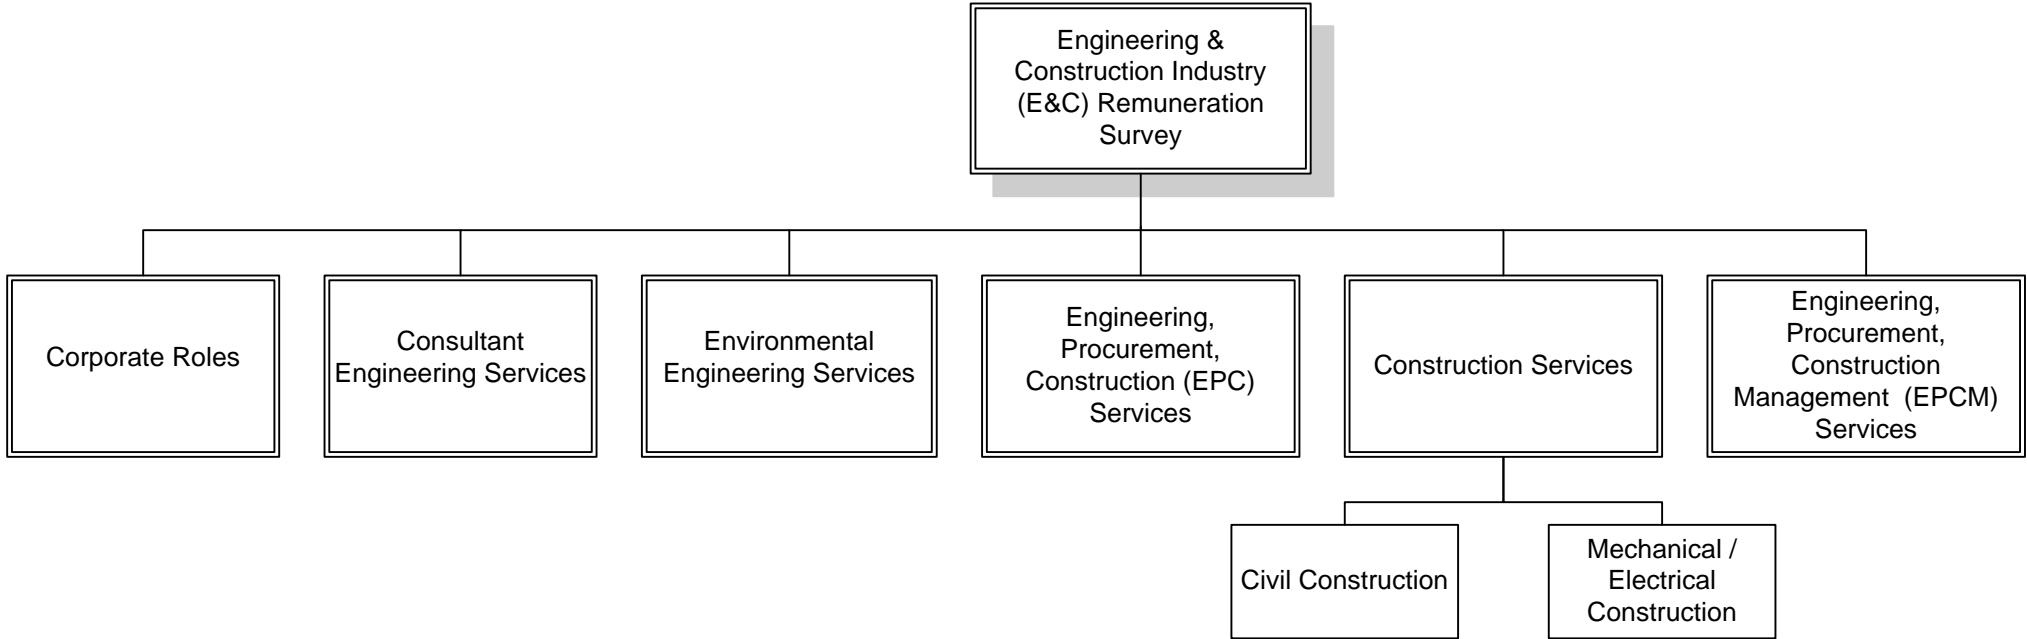 Engineering &
Construction Industry
(E&C) Remuneration
Survey
Corporate Roles
Consultant
Engineering Services
Environmental
Engineering Services
Engineering,
Procurement,
Construction (EPC)
Services
Construction Services
Engineering,
Procurement,
Construction
Management  (EPCM)
Services
Civil Construction
Mechanical /
Electrical
Construction